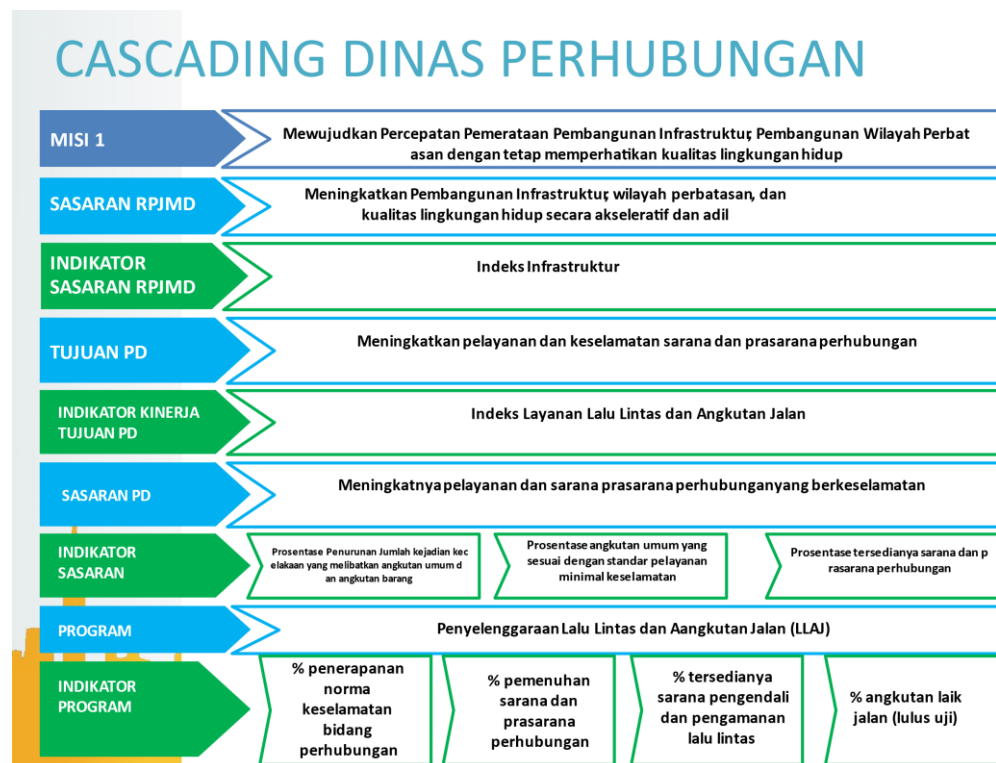 CASCADING DINAS PERHUBUNGAN
MISI 1
Mewujudkan Percepatan Pemerataan Pembangunan Infrastruktur, Pembangunan Wilayah Perbat
asan dengan tetap memperhatikan kualitas lingkungan hidup
SASARAN RPJMD
Meningkatkan Pembangunan Infrastruktur, wilayah perbatasan, dan
kualitas lingkungan hidup secara akseleratif dan adil
INDIKATOR
SASARAN RPJMD
Indeks Infrastruktur
TUJUAN PD
Meningkatkan pelayanan dan keselamatan sarana dan prasarana perhubungan
INDIKATOR KINERJA
TUJUAN PD
Indeks Layanan Lalu Lintas dan Angkutan Jalan
SASARAN PD
Meningkatnya pelayanan dan sarana prasarana perhubunganyang berkeselamatan
INDIKATOR
SASARAN
Prosentase Penurunan Jumlah kejadian kec
elakaan yang melibatkan angkutan umum d
an angkutan barang
Prosentase angkutan umum yang
sesuai dengan standar pelayanan
minimal keselamatan
Prosentase tersedianya sarana dan p
rasarana perhubungan
PROGRAM
Penyelenggaraan Lalu Lintas dan Aangkutan Jalan (LLAJ)
INDIKATOR
PROGRAM
% penerapanan
norma
keselamatan
bidang
perhubungan
% pemenuhan
sarana dan
prasarana
perhubungan
% tersedianya
sarana pengendali
dan pengamanan
lalu lintas
% angkutan laik
jalan (lulus uji)